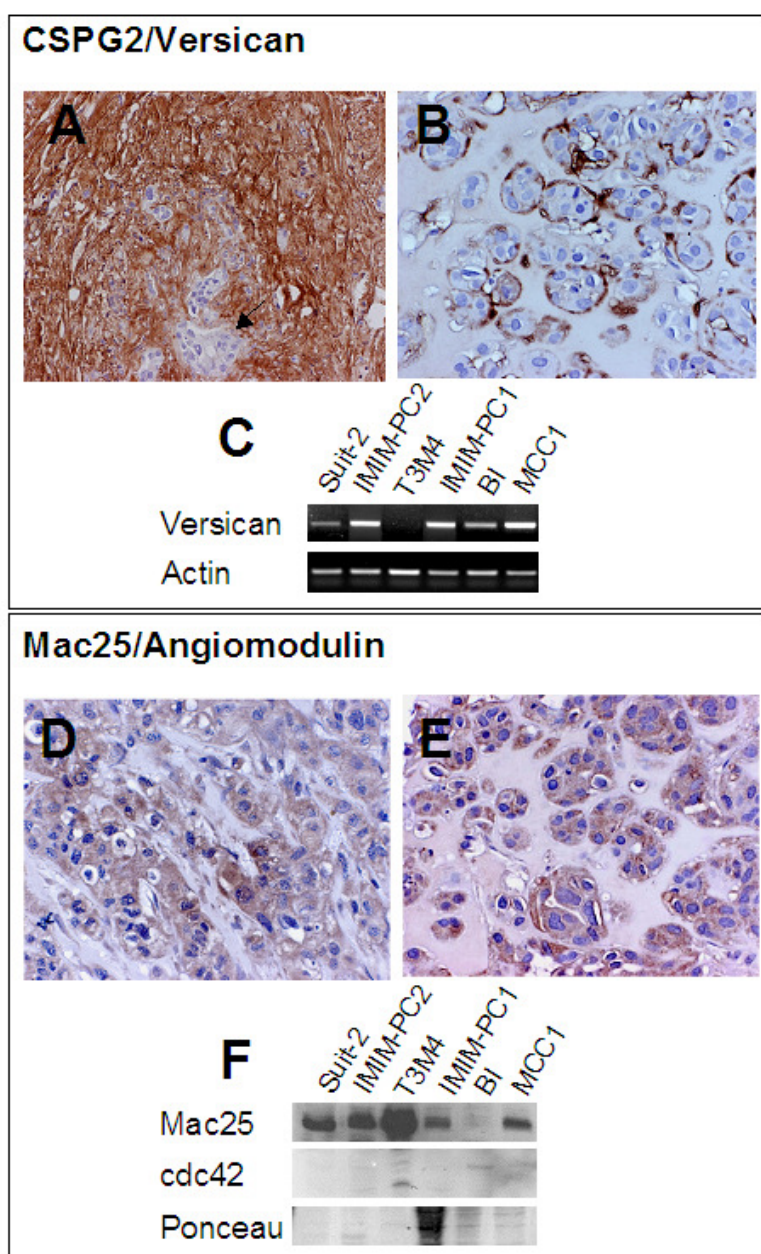 CSPG2/Versican
A
B
C
Suit-2
IMIM-PC2
T3M4
IMIM-PC1
BI
MCC1
Versican
Actin
Mac25/Angiomodulin
D
E
F
Suit-2
IMIM-PC2
T3M4
IMIM-PC1
BI
MCC1
Mac25
cdc42
Ponceau